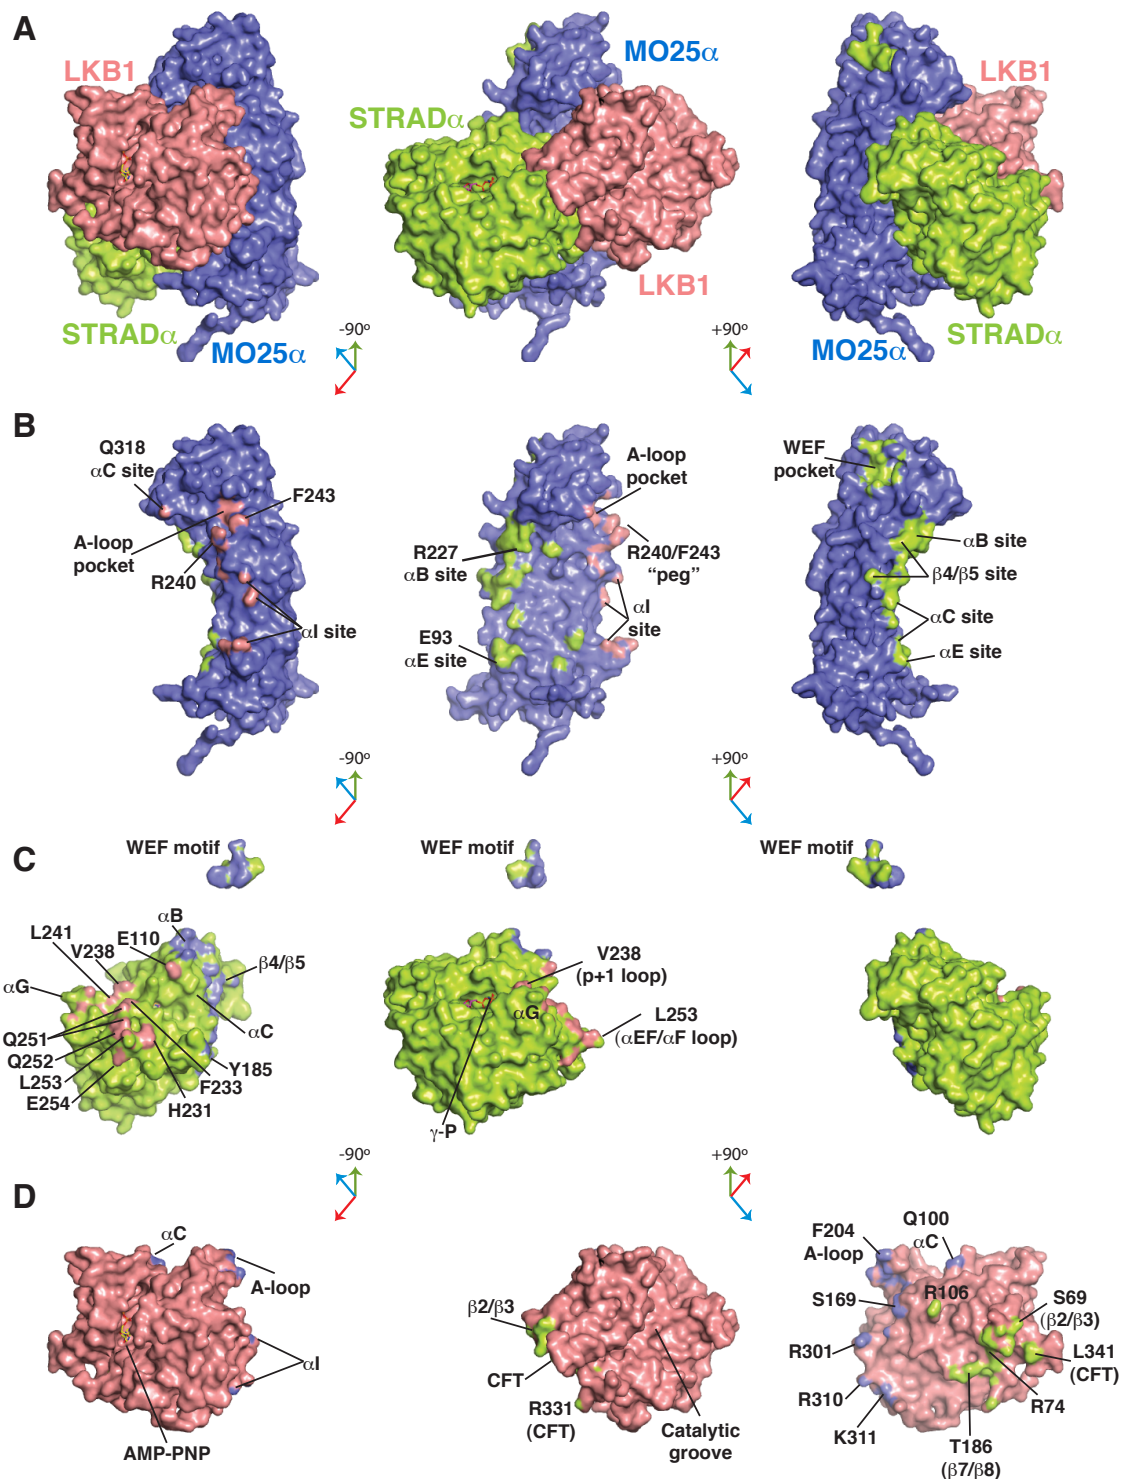 A
LKB1
STRADα
MO25α
MO25α
STRADα
LKB1
LKB1
MO25α
STRADα
-90º
+90º
B
Q318
αC site
F243
A-loop
pocket
R240
αI site
A-loop
pocket
R227
αB site
R240/F243
“peg”
αI
site
E93
αE site
WEF
pocket
αB site
β4/β5 site
αC site
αE site
-90º
+90º
C
WEF motif
WEF motif
WEF motif
αB
L241
E110
V238
β4/β5
αG
αC
Q251
Q252
L253
E254
Y185
F233
H231
V238
(p+1 loop)
αG
L253
(αEF/αF loop)
γ-P
-90º
+90º
D
αC
A-loop
αI
AMP-PNP
β2/β3
CFT
R331
(CFT)
Catalytic
groove
F204
A-loop
Q100
αC
S169
R106
S69
(β2/β3)
R301
L341
(CFT)
R310
R74
K311
T186
(β7/β8)